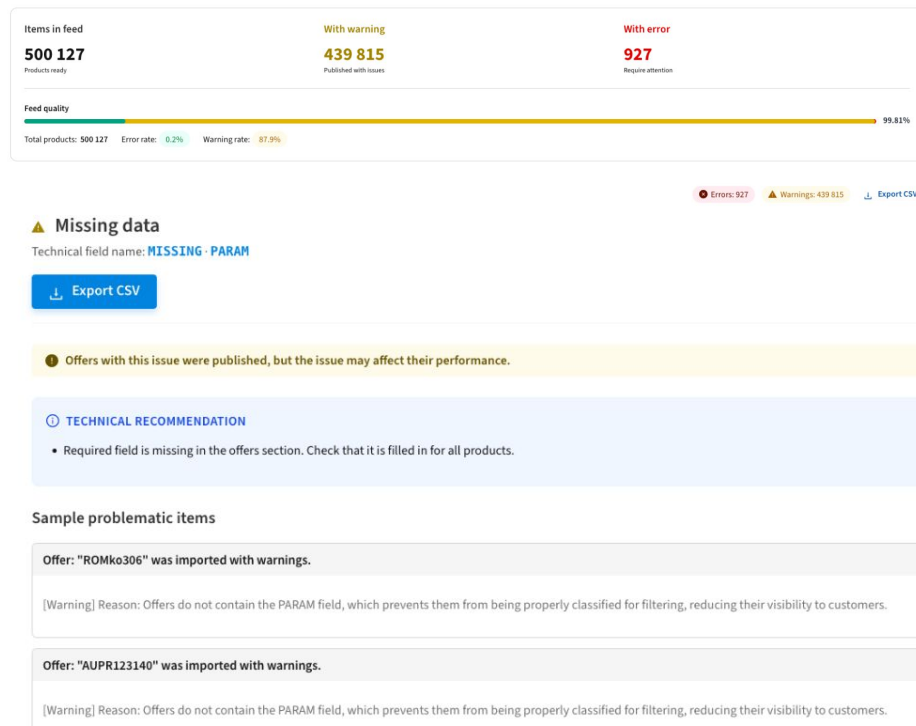 Items in feed
500 127
Products ready
With warning
439 815
Published with issues
With error
927
Require attention
Feed quality
99.81%
Total products: 500 127 Error rate: 0.2% Warning rate: 87.9%
Errors: 927 Warnings: 439 815 Export CSV
Missing data
Technical field name: MISSING · PARAM
Export CSV
Offers with this issue were published, but the issue may affect their performance.
TECHNICAL RECOMMENDATION
• Required field is missing in the offers section. Check that it is filled in for all products.
Sample problematic items
Offer: "ROMko306" was imported with warnings.
[Warning] Reason: Offers do not contain the PARAM field, which prevents them from being properly classified for filtering, reducing their visibility to customers.
Offer: "AUPR123140" was imported with warnings.
[Warning] Reason: Offers do not contain the PARAM field, which prevents them from being properly classified for filtering, reducing their visibility to customers.